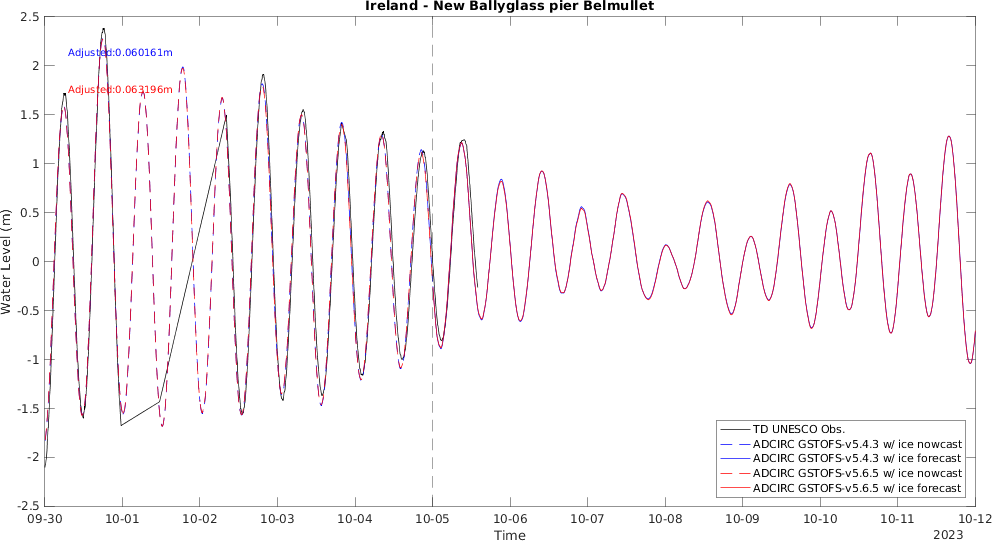 Ireland - New Ballyglass pier Belmullet
2.5
2
1.5
1
0.5
0
-0.5
-1
-1.5
-2
-2.5
Water Level (m)
Adjusted:0.060161m
Adjusted:0.063196m
TD UNESCO Obs.
ADCIRC GSTOFS-v5.4.3 w/ ice nowcast
ADCIRC GSTOFS-v5.4.3 w/ ice forecast
ADCIRC GSTOFS-v5.6.5 w/ ice nowcast
ADCIRC GSTOFS-v5.6.5 w/ ice forecast
09-30 10-01 10-02 10-03 10-04 10-05 10-06 10-07 10-08 10-09 10-10 10-11 10-12
Time
2023